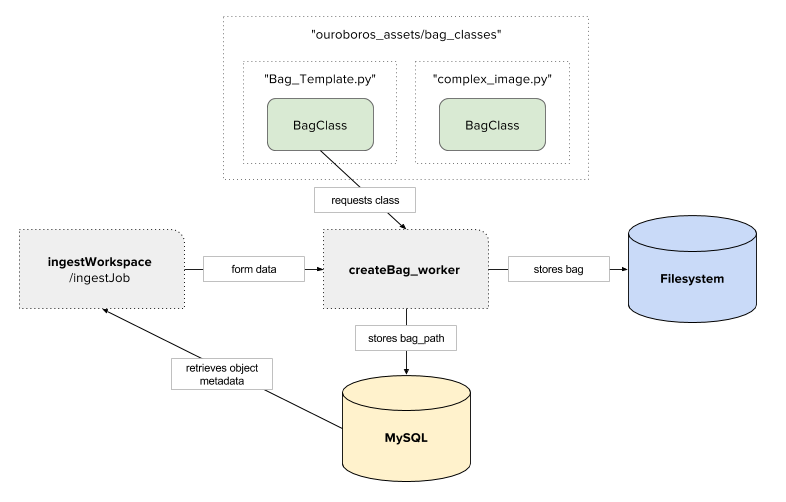 "ouroboros_assets/bag_classes"
"Bag_Template.py"
"complex_image.py"
BagClass
BagClass
requests class
ingestWorkspace
/ingestJob
form data
createBag_worker
stores bag
Filesystem
stores bag_path
retrieves object
metadata
MySQL